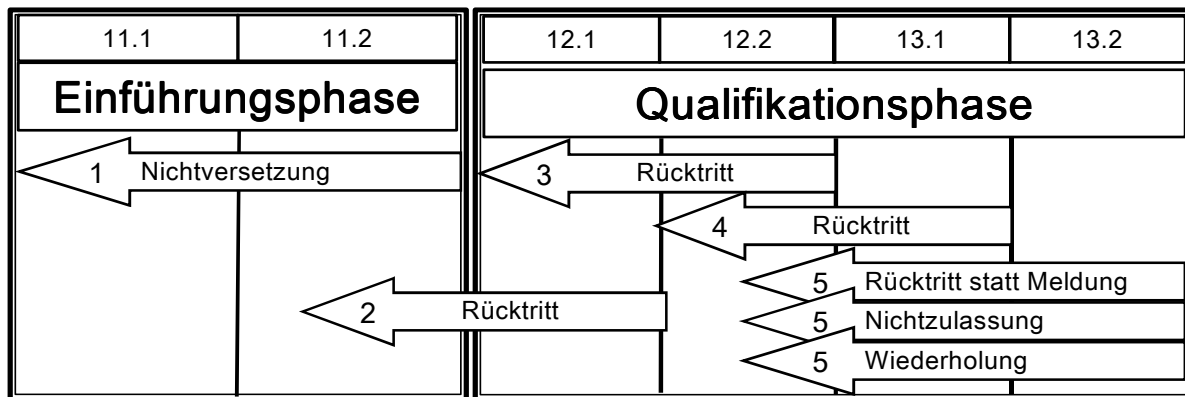 11.1 11.2 12.1 12.2 13.1 13.2
Einführungsphase Qualifikationsphase
1 Nichtversetzung 3 Rücktritt
4 Rücktritt
5 Rücktritt statt Meldung
2 Rücktritt 5 Nichtzulassung
5 Wiederholung